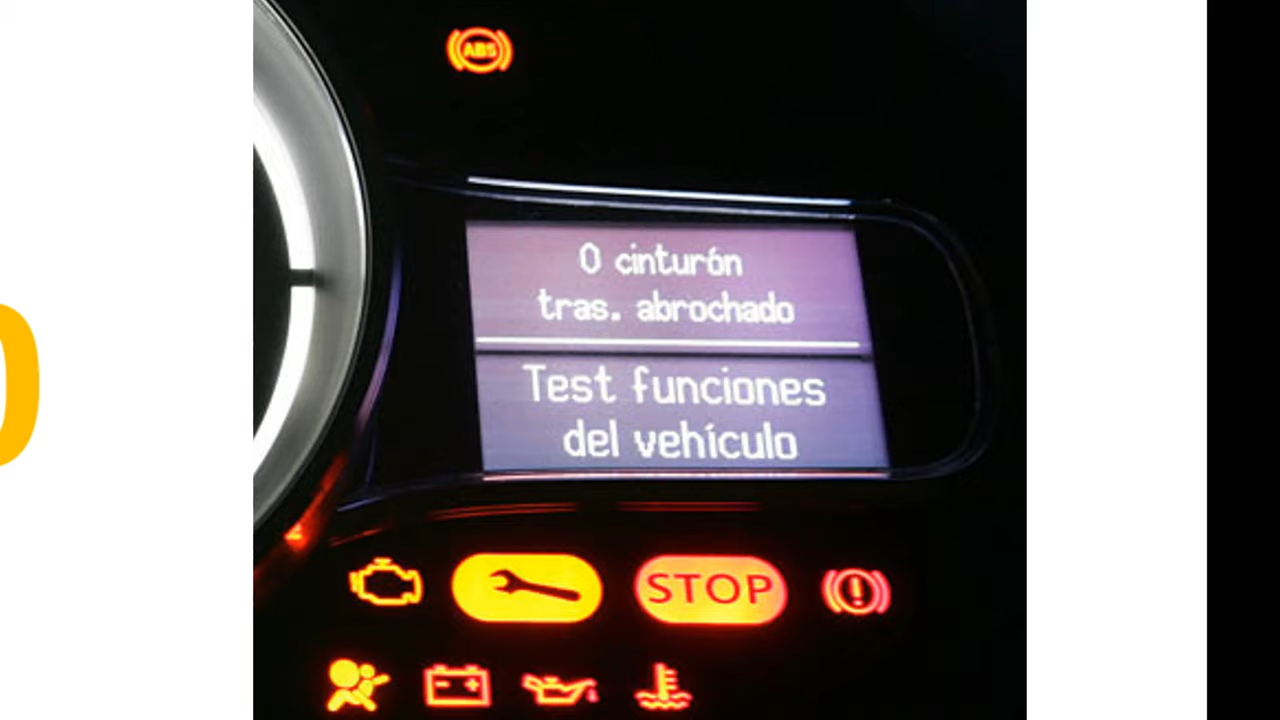 ABS
0 cinturón
tras. abrochado
Test funciones
del vehículo
STOP